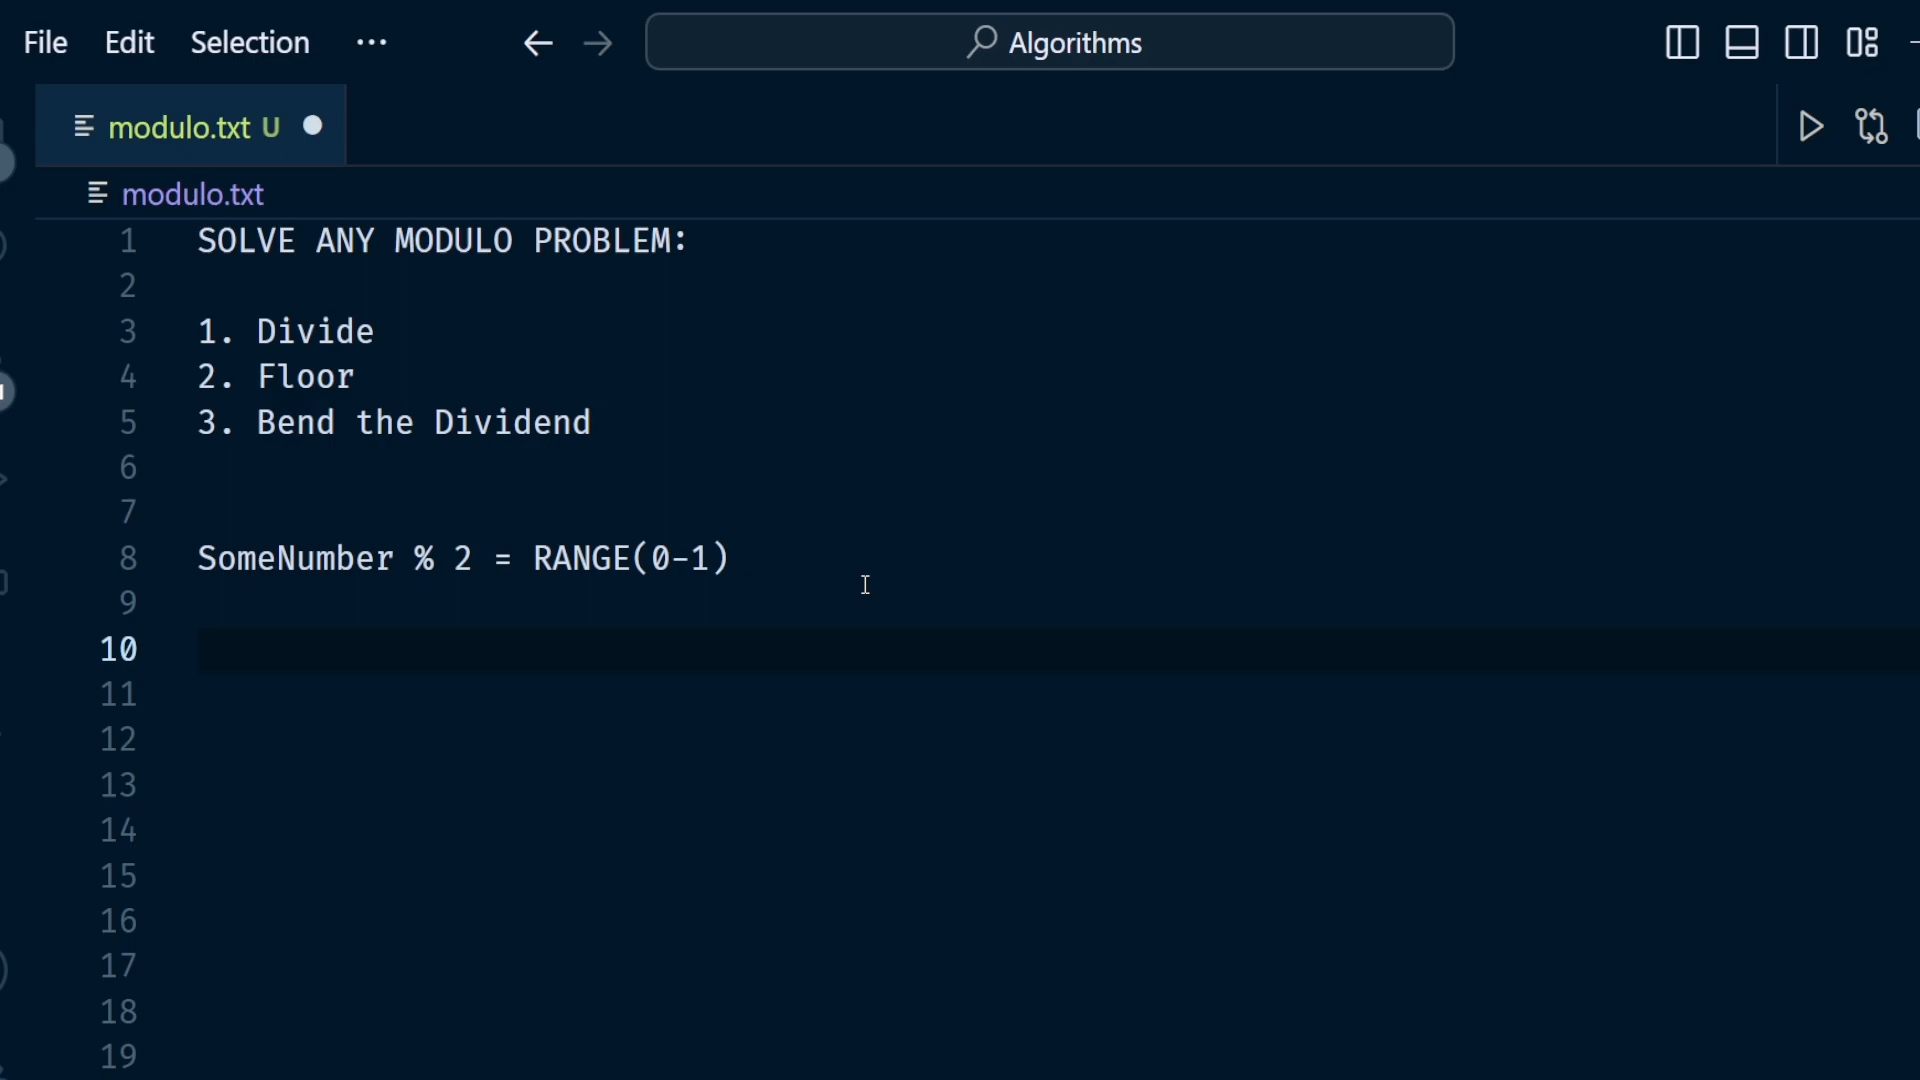 File Edit Selection ··· Algorithms
modulo.txt U
modulo.txt
1 SOLVE ANY MODULO PROBLEM:
2
3 1. Divide
4 2. Floor
5 3. Bend the Dividend
6
7
8 SomeNumber % 2 = RANGE(0-1)
9
10
11
12
13
14
15
16
17
18
19